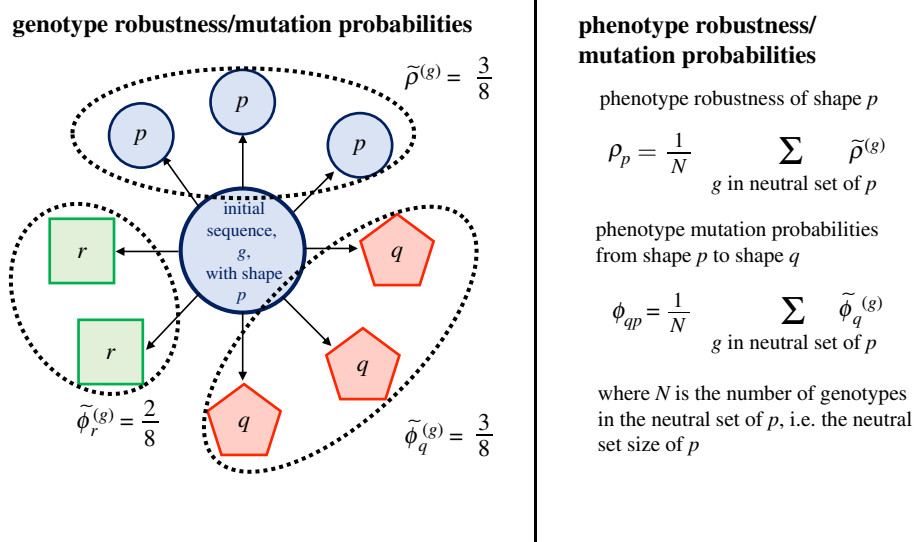 genotype robustness/mutation probabilities
ρ̃⁽ᵍ⁾ = 3/8
p
p
p
initial
sequence,
g,
with shape
p
r
q
r
q
q
ϕ̃ᵣ⁽ᵍ⁾ = 2/8
ϕ̃_q⁽ᵍ⁾ = 3/8
phenotype robustness/
mutation probabilities
phenotype robustness of shape p
ρ_p = 1/N ∑ ρ̃⁽ᵍ⁾
g in neutral set of p
phenotype mutation probabilities
from shape p to shape q
ϕ_qp = 1/N ∑ ϕ̃_q⁽ᵍ⁾
g in neutral set of p
where N is the number of genotypes
in the neutral set of p, i.e. the neutral
set size of p